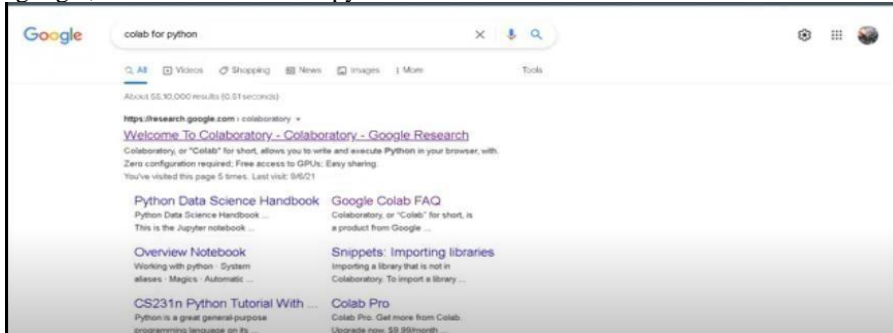 Google
colab for python
All Videos Shopping News Images More Tools
About 55,10,000 results (0.51 seconds)
https://research.google.com › colaboratory
Welcome To Colaboratory - Colaboratory - Google Research
Colaboratory, or "Colab" for short, allows you to write and execute Python in your browser, with.
Zero configuration required; Free access to GPUs; Easy sharing.
You've visited this page 5 times. Last visit: 9/6/21
Python Data Science Handbook
Python Data Science Handbook ...
This is the Jupyter notebook ...
Google Colab FAQ
Colaboratory, or "Colab" for short, is
a product from Google ...
Overview Notebook
Working with python · System
aliases · Magics · Automatic ...
Snippets: Importing libraries
Importing a library that is not in
Colaboratory. To import a library ...
CS231n Python Tutorial With ...
Python is a great general-purpose
programming language on its ...
Colab Pro
Colab Pro. Get more from Colab.
Upgrade now. $9.99/month ...